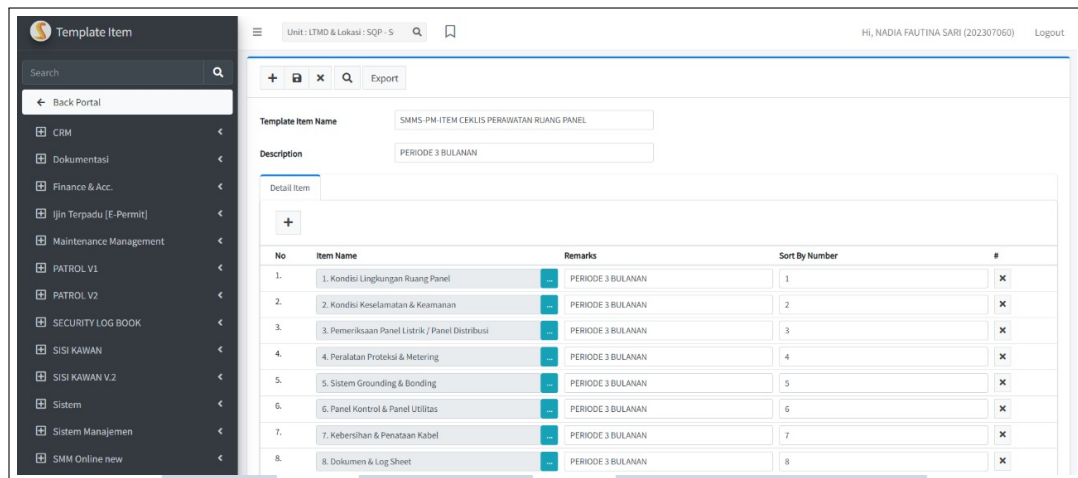 Template Item
Unit : LTMD & Lokasi : SQP - S
Hi, NADIA FAUTINA SARI (202307060) Logout
Search
Export
Back Portal
Template Item Name SMMS-PM-ITEM CEKLIS PERAWATAN RUANG PANEL
CRM
Description PERIODE 3 BULANAN
Dokumentasi
Finance & Acc.
Detail Item
Ijin Terpadu [E-Permit]
Maintenance Management
No Item Name Remarks Sort By Number #
PATROL V1
1. 1. Kondisi Lingkungan Ruang Panel ... PERIODE 3 BULANAN 1
PATROL V2
2. 2. Kondisi Keselamatan & Keamanan ... PERIODE 3 BULANAN 2
SECURITY LOG BOOK
3. 3. Pemeriksaan Panel Listrik / Panel Distribusi ... PERIODE 3 BULANAN 3
SISI KAWAN
4. 4. Peralatan Proteksi & Metering ... PERIODE 3 BULANAN 4
SISI KAWAN V.2
5. 5. Sistem Grounding & Bonding ... PERIODE 3 BULANAN 5
Sistem
6. 6. Panel Kontrol & Panel Utilitas ... PERIODE 3 BULANAN 6
Sistem Manajemen
7. 7. Kebersihan & Penataan Kabel ... PERIODE 3 BULANAN 7
SMM Online new
8. 8. Dokumen & Log Sheet ... PERIODE 3 BULANAN 8